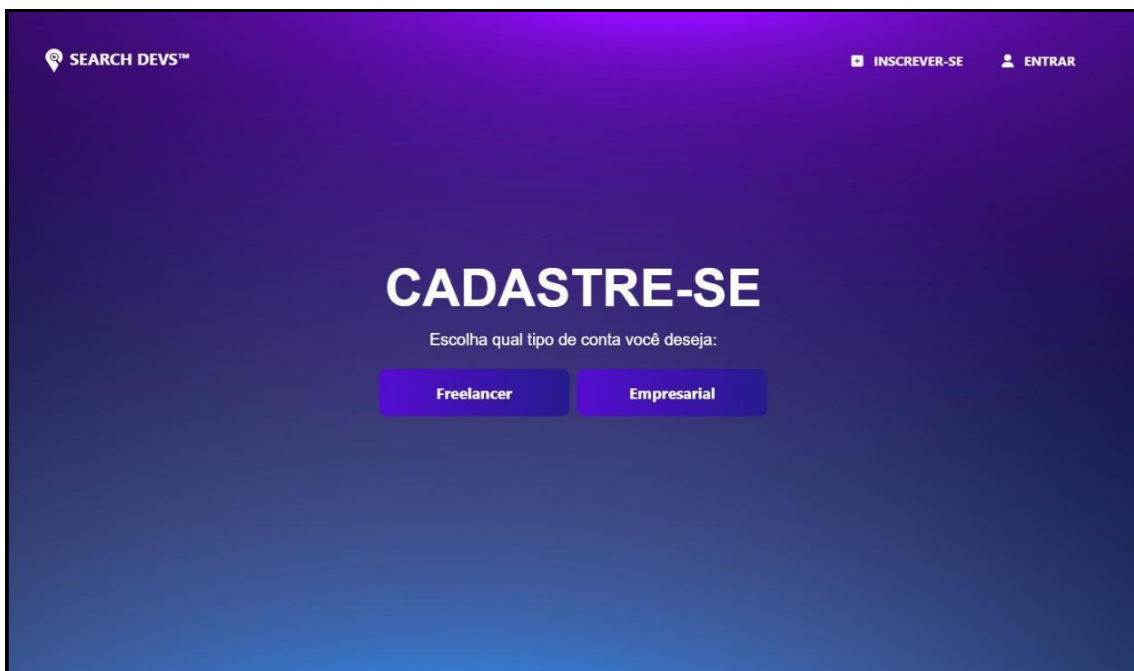 SEARCH DEVS™
INSCREVER-SE
ENTRAR
CADASTRE-SE
Escolha qual tipo de conta você deseja:
Freelancer
Empresarial